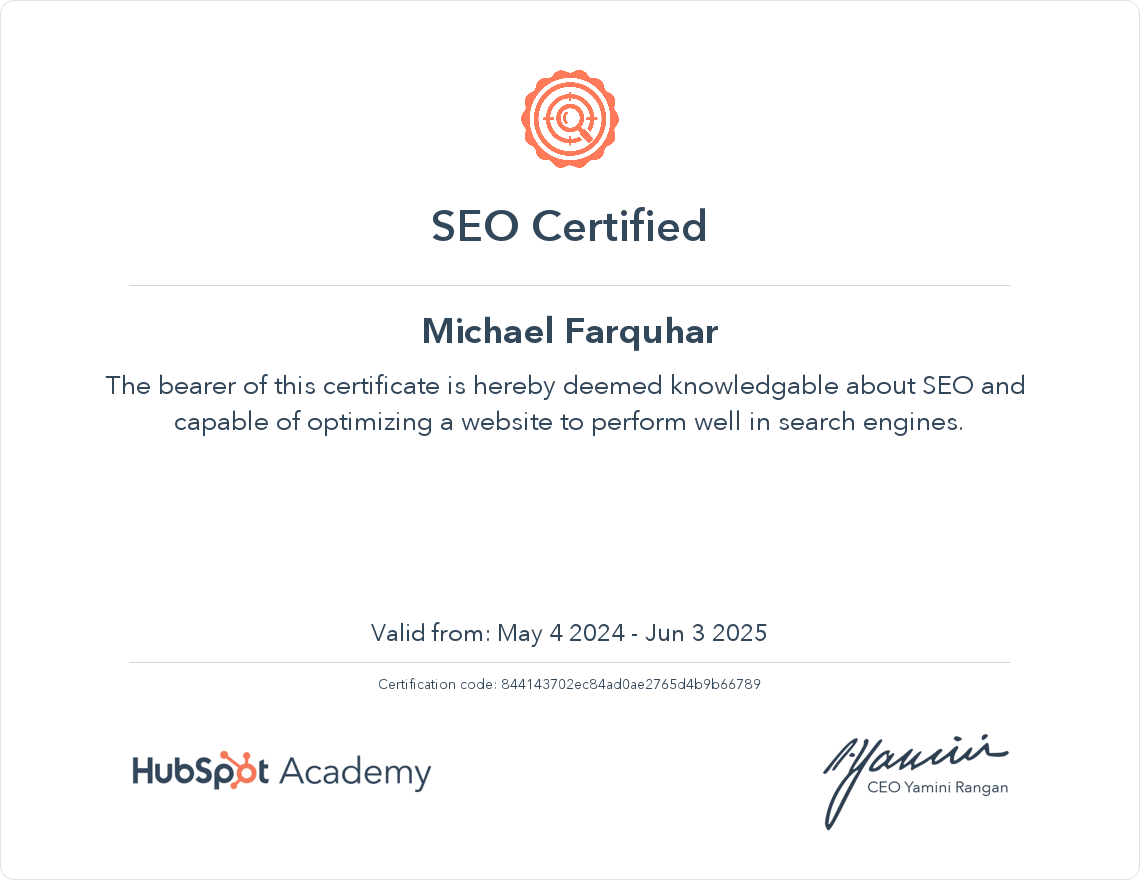 SEO Certified
Michael Farquhar
The bearer of this certificate is hereby deemed knowledgable about SEO and
capable of optimizing a website to perform well in search engines.
Valid from: May 4 2024 - Jun 3 2025
Certification code: 844143702ec84ad0ae2765d4b9b66789
HubSpot Academy
Yamini
CEO Yamini Rangan